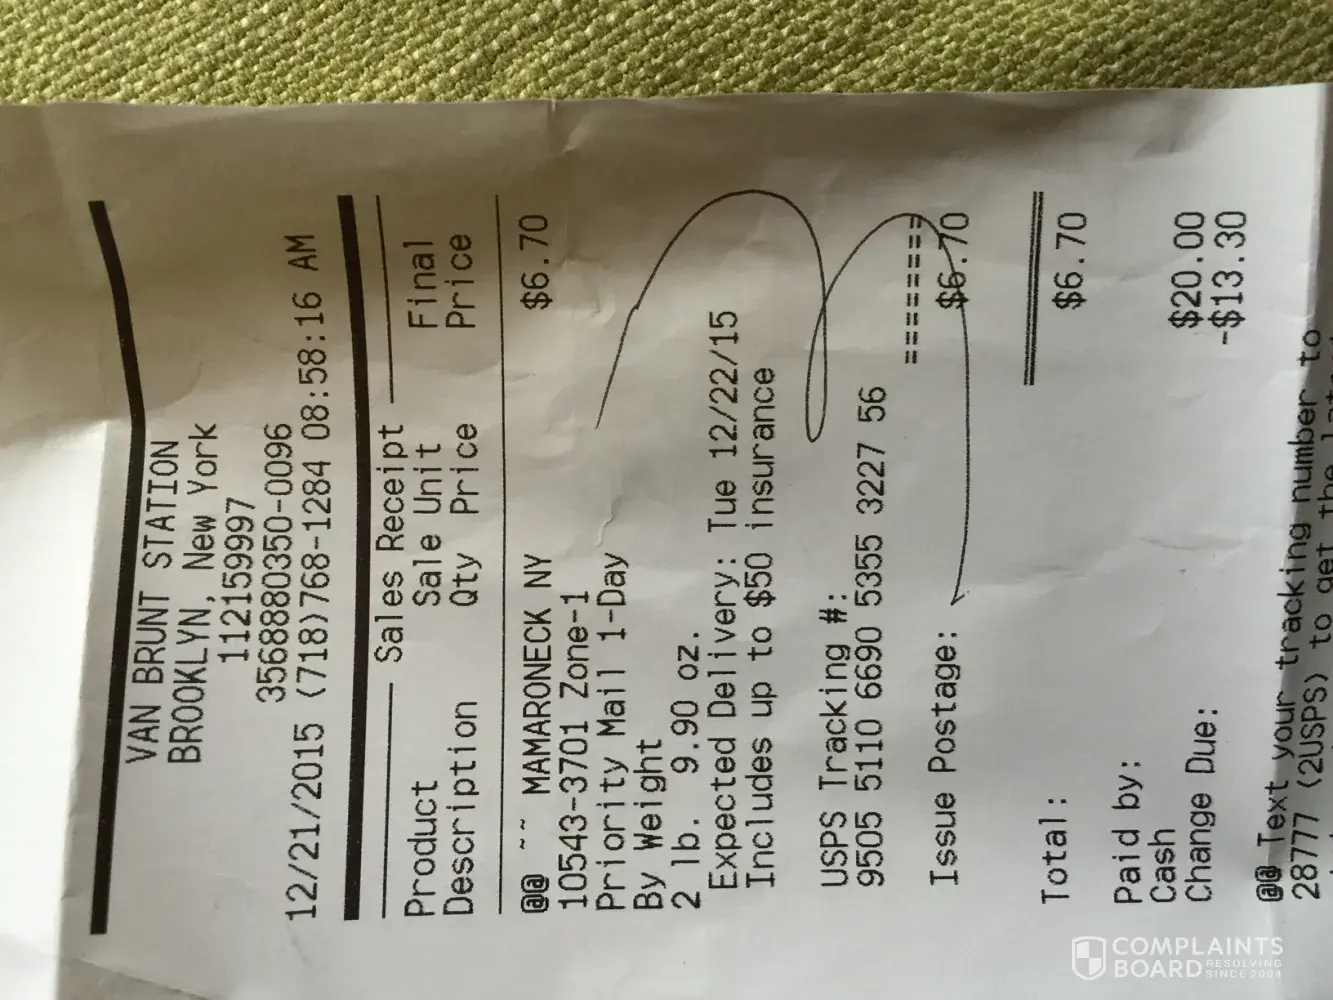 VAN BRUNT STATION
BROOKLYN, New York
112159997
3568880350-0096
12/21/2015 (718)768-1284 08:58:16 AM
Sales Receipt
Product Sale Unit Final
Description Qty Price Price
@@ ~~ MAMARONECK NY $6.70
10543-3701 Zone-1
Priority Mail 1-Day
By Weight
2 lb. 9.90 oz.
Expected Delivery: Tue 12/22/15
Includes up to $50 insurance
USPS Tracking #:
9505 5110 6690 5355 3227 56
========
Issue Postage: $6.70
Total: $6.70
Paid by:
Cash $20.00
Change Due: -$13.30
@@ Text your tracking number to
28777 (2USPS) to get the
COMPLAINTS
BOARD RESOLVING
SINCE 2004